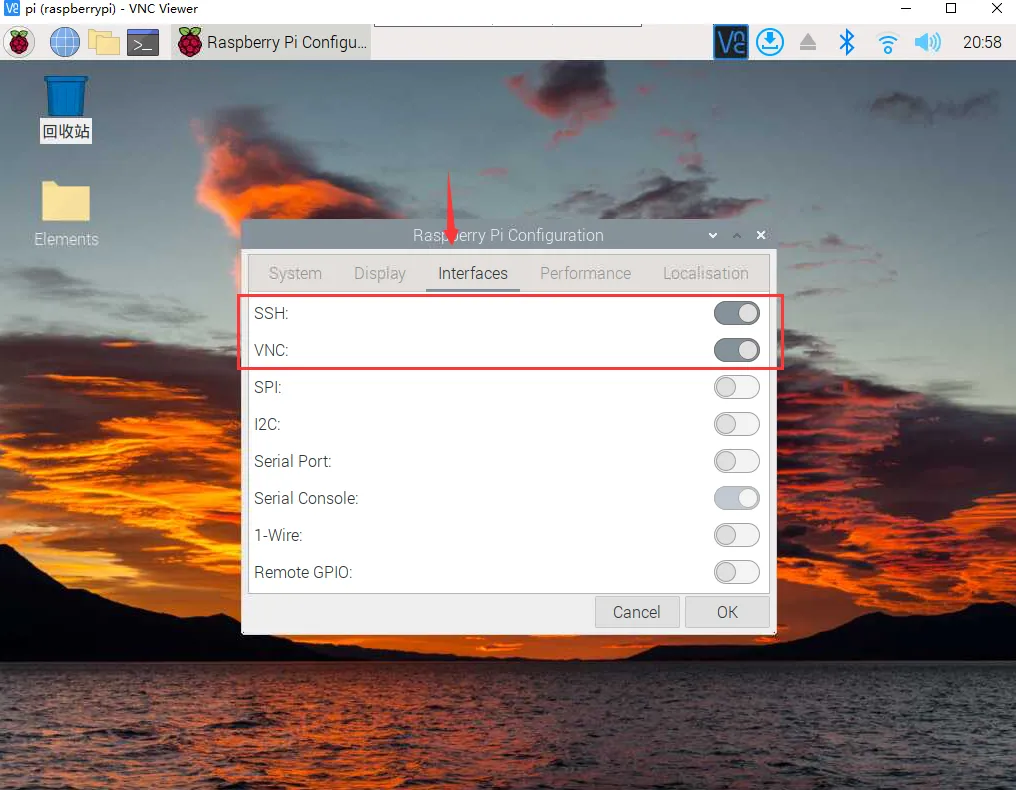 pi (raspberrypi) - VNC Viewer
Raspberry Pi Configu...
20:58
回收站
Elements
Raspberry Pi Configuration
System Display Interfaces Performance Localisation
SSH:
VNC:
SPI:
I2C:
Serial Port:
Serial Console:
1-Wire:
Remote GPIO:
Cancel OK